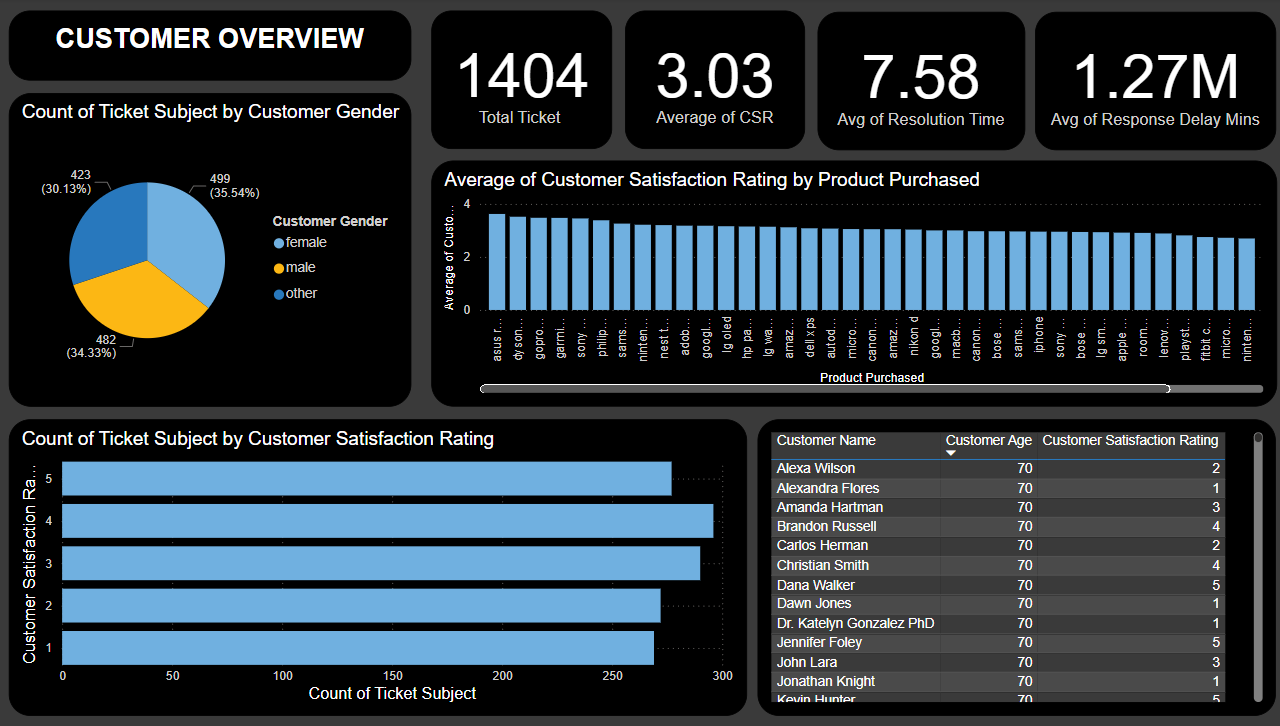 CUSTOMER OVERVIEW
1404
Total Ticket
3.03
Average of CSR
7.58
Avg of Resolution Time
1.27M
Avg of Response Delay Mins
Count of Ticket Subject by Customer Gender
423
(30.13%)
499
(35.54%)
482
(34.33%)
Customer Gender
female
male
other
Average of Customer Satisfaction Rating by Product Purchased
Average of Custo…
4
2
0
asus r…
dyson…
gopro…
garmi…
sony …
philip…
sams…
ninten…
nest t…
adob…
googl…
lg oled
hp pa…
lg wa…
amaz…
dell xps
autod…
micro…
canon…
amaz…
nikon d
googl…
macb…
canon…
bose …
sams…
iphone
sony …
bose …
lg sm…
apple …
room…
lenov…
playst…
fitbit c…
micro…
ninten…
Product Purchased
Count of Ticket Subject by Customer Satisfaction Rating
Customer Satisfaction Ra…
5
4
3
2
1
0 50 100 150 200 250 300
Count of Ticket Subject
Customer Name Customer Age Customer Satisfaction Rating
Alexa Wilson 70 2
Alexandra Flores 70 1
Amanda Hartman 70 3
Brandon Russell 70 4
Carlos Herman 70 2
Christian Smith 70 4
Dana Walker 70 5
Dawn Jones 70 1
Dr. Katelyn Gonzalez PhD 70 1
Jennifer Foley 70 5
John Lara 70 3
Jonathan Knight 70 1
Kevin Hunter 70 5